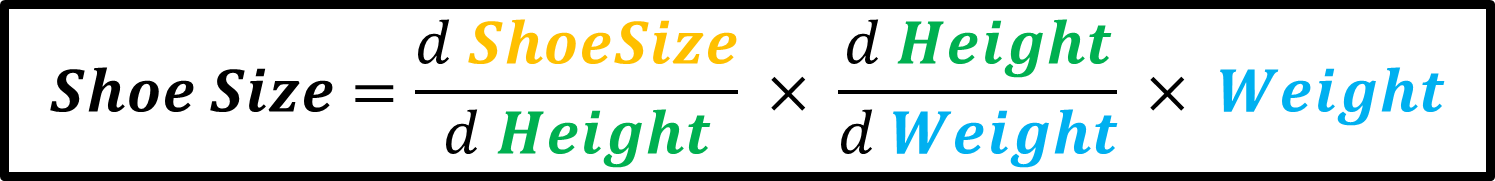 Shoe Size = d ShoeSize / d Height × d Height / d Weight × Weight